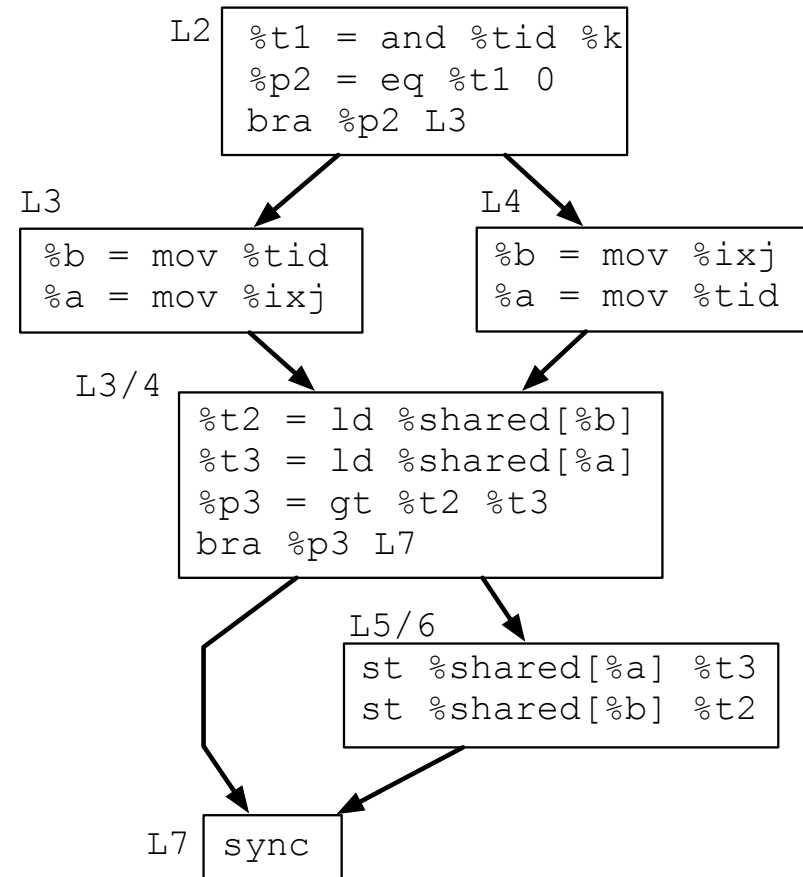 L2
%t1 = and %tid %k
%p2 = eq %t1 0
bra %p2 L3
L3
%b = mov %tid
%a = mov %ixj
L4
%b = mov %ixj
%a = mov %tid
L3/4
%t2 = ld %shared[%b]
%t3 = ld %shared[%a]
%p3 = gt %t2 %t3
bra %p3 L7
L5/6
st %shared[%a] %t3
st %shared[%b] %t2
L7
sync